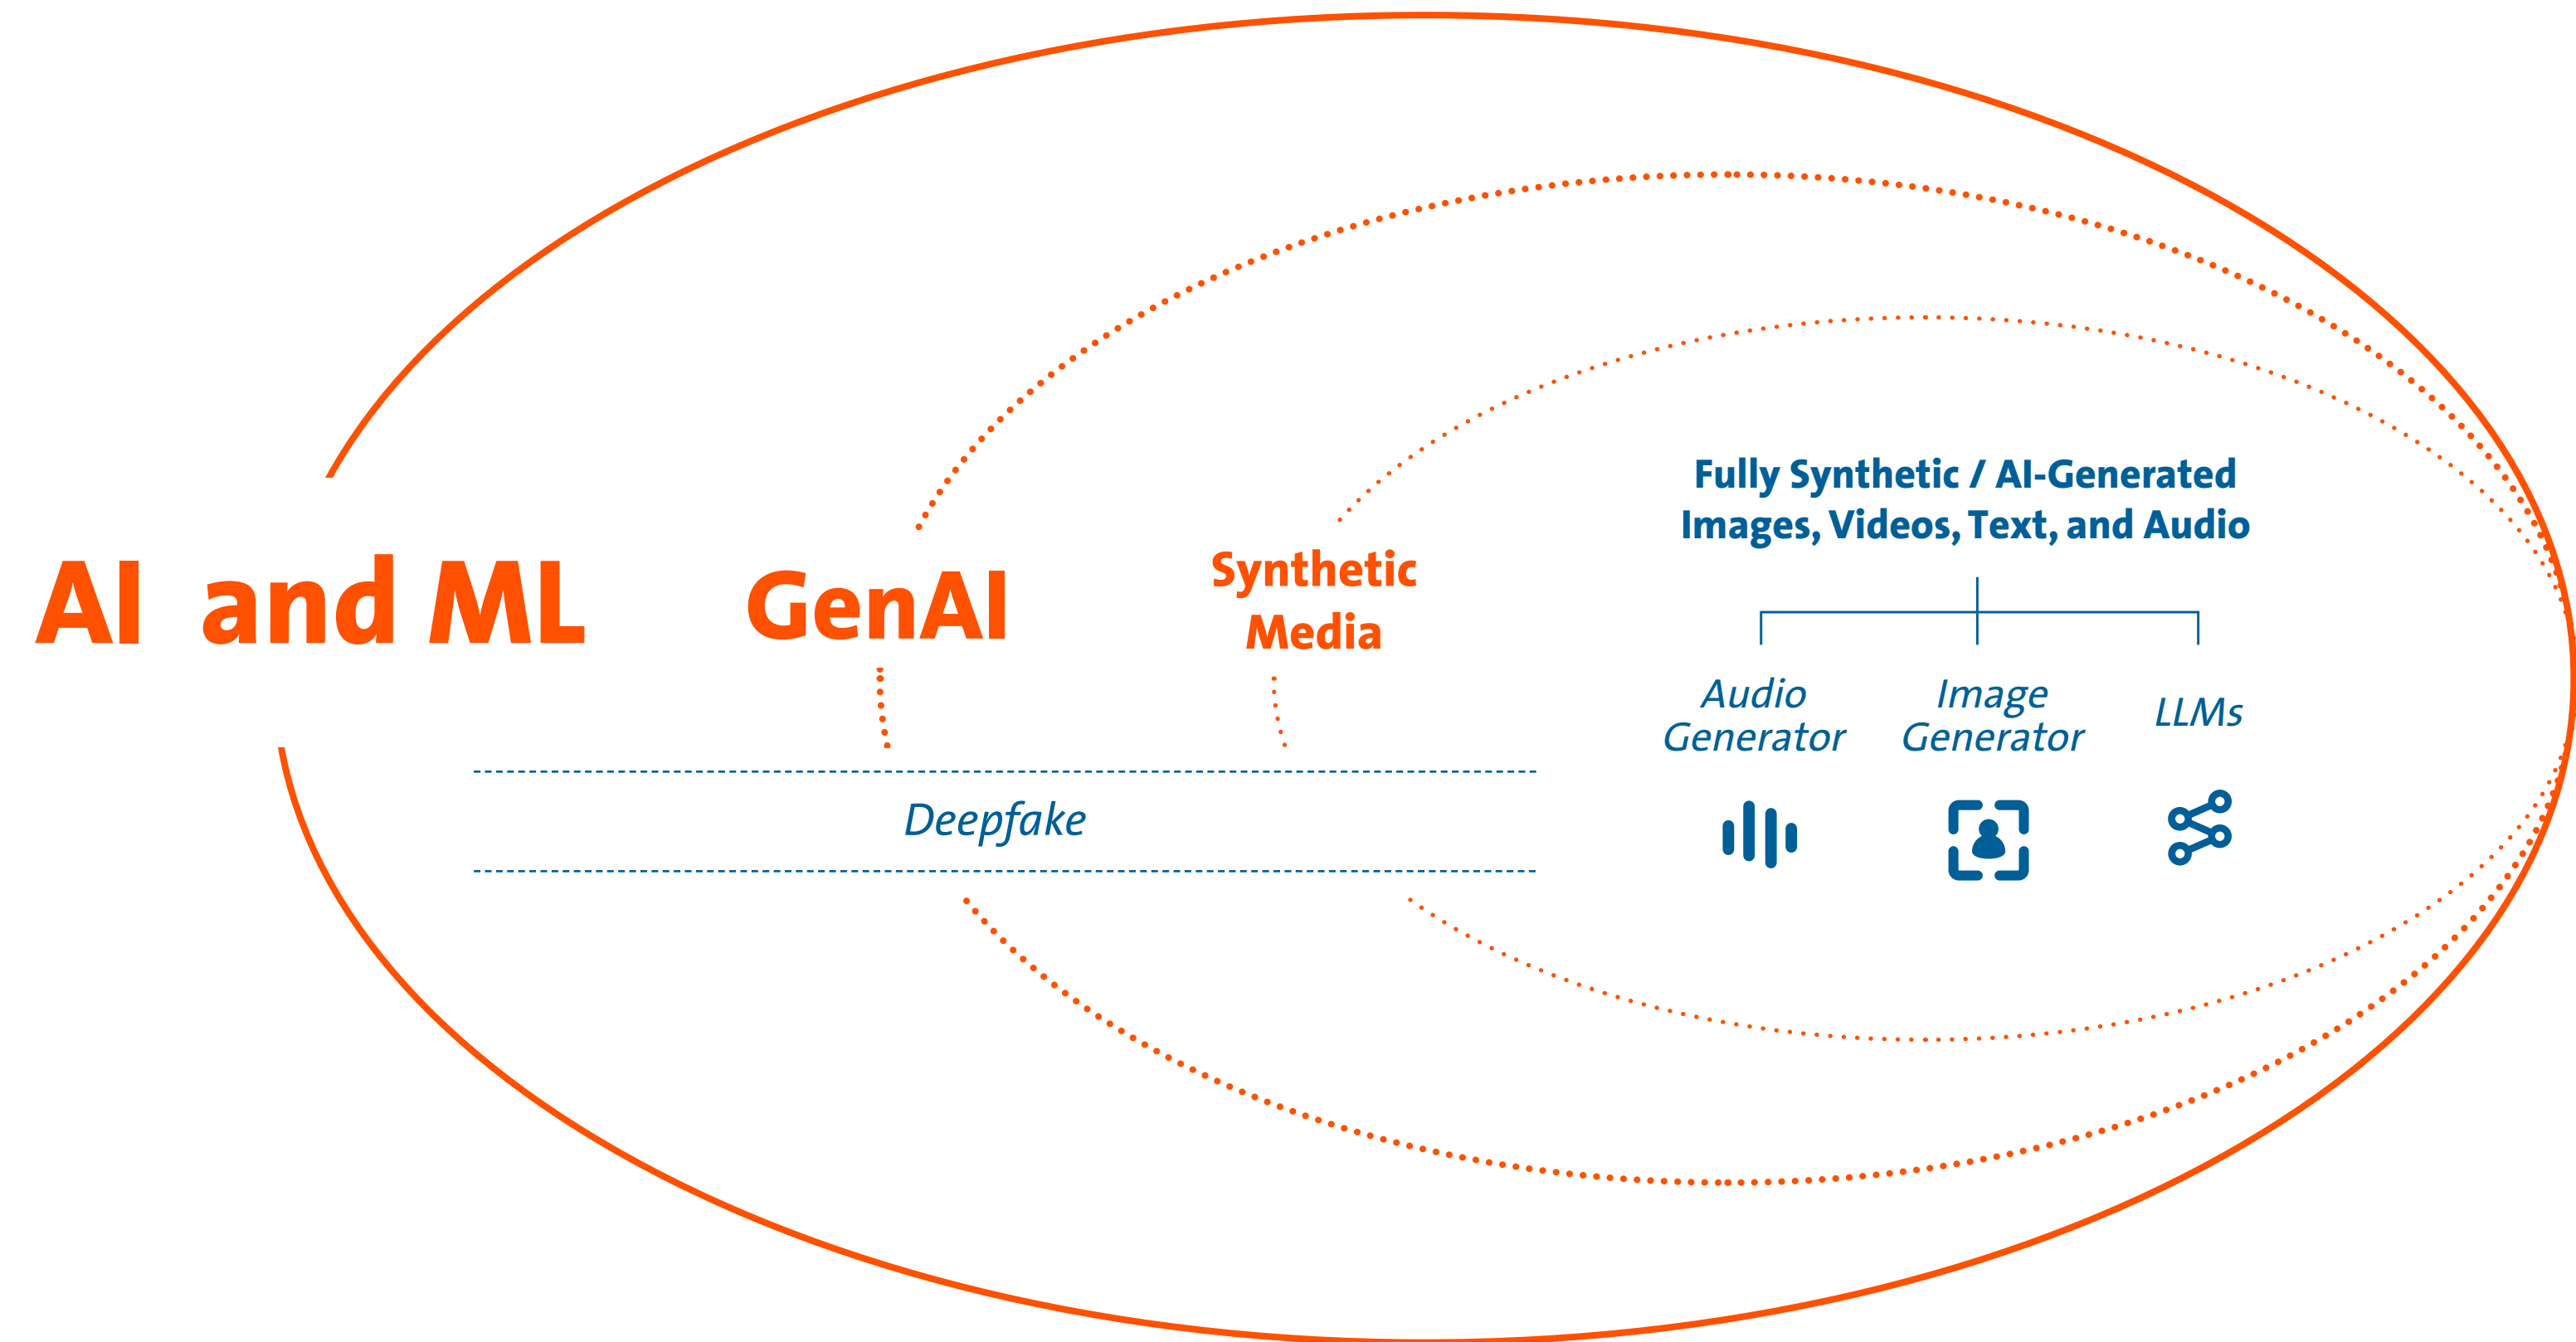 AI and ML
GenAI
Synthetic
Media
Fully Synthetic / AI-Generated
Images, Videos, Text, and Audio
Audio
Generator
Image
Generator
LLMs
Deepfake